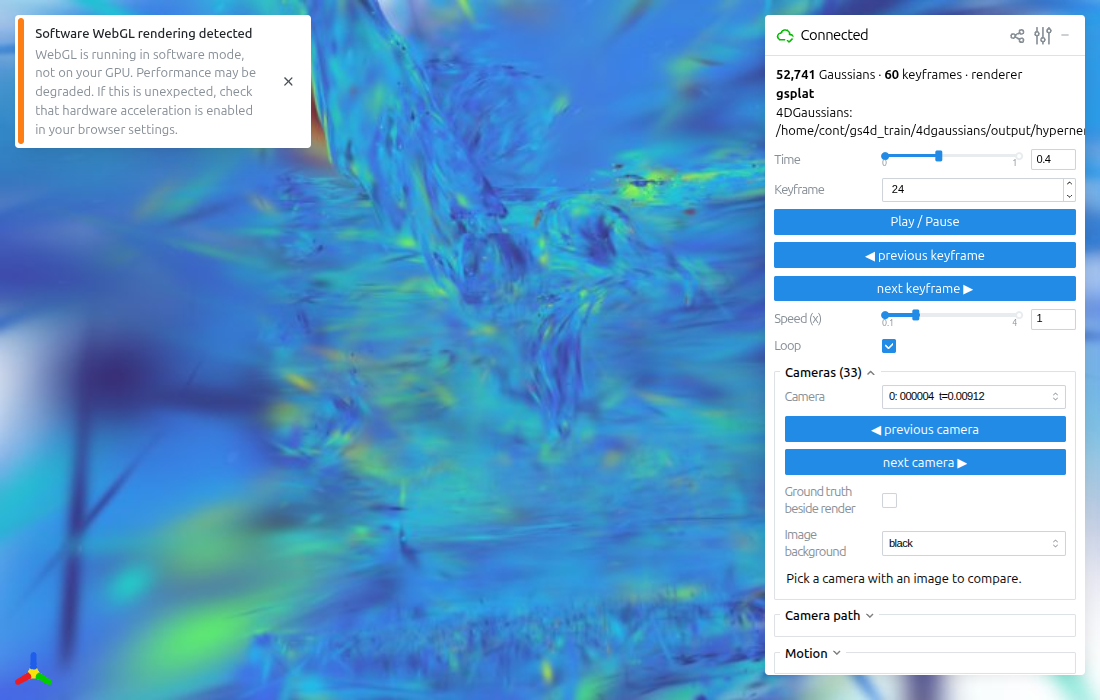 Software WebGL rendering detected
WebGL is running in software mode,
not on your GPU. Performance may be
degraded. If this is unexpected, check
that hardware acceleration is enabled
in your browser settings.
Connected
52,741 Gaussians · 60 keyframes · renderer
gsplat
4DGaussians:
/home/cont/gs4d_train/4dgaussians/output/hyperne
Time 0 1 0.4
Keyframe 24
Play / Pause
◀ previous keyframe
next keyframe ▶
Speed (x) 0.1 4 1
Loop
Cameras (33)
Camera 0: 000004 t=0.00912
◀ previous camera
next camera ▶
Ground truth
beside render
Image
background
black
Pick a camera with an image to compare.
Camera path
Motion